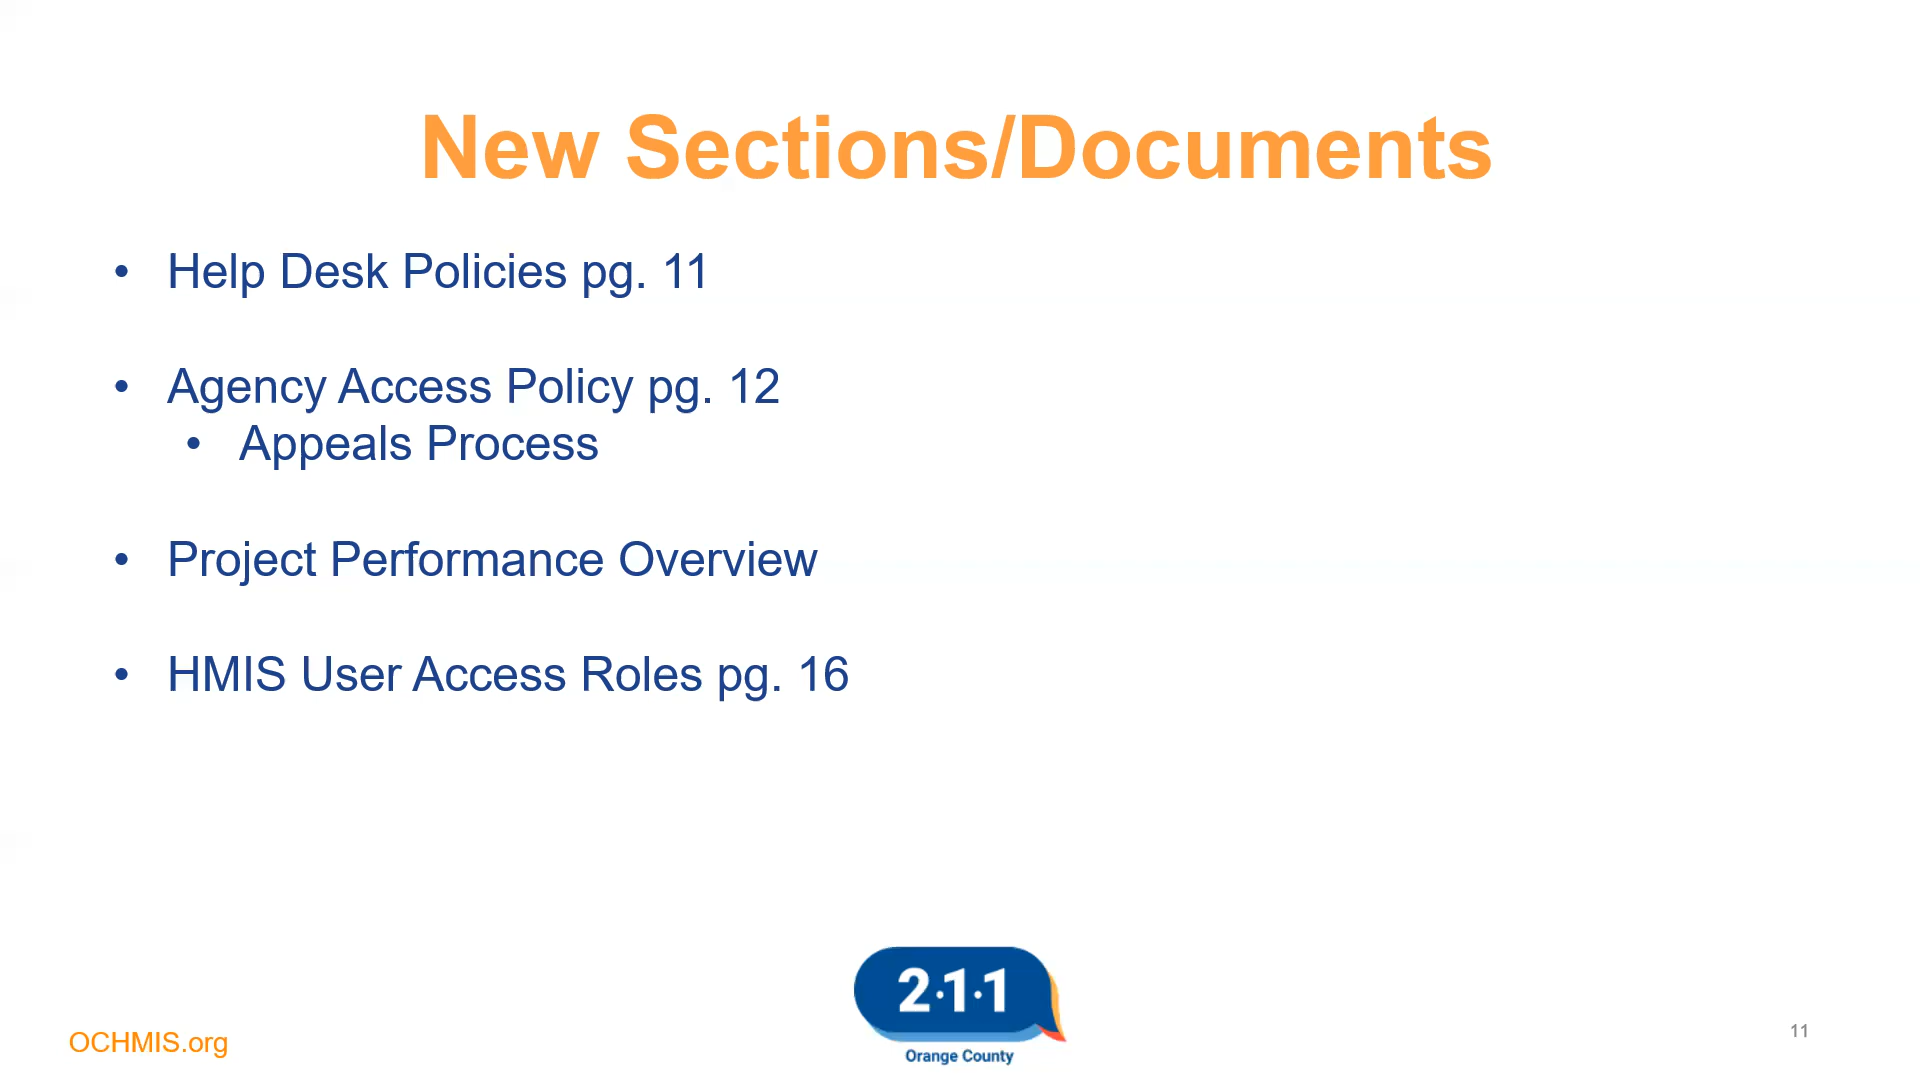 New Sections/Documents
• Help Desk Policies pg. 11
• Agency Access Policy pg. 12
• Appeals Process
• Project Performance Overview
• HMIS User Access Roles pg. 16
2·1·1
Orange County
OCHMIS.org
11